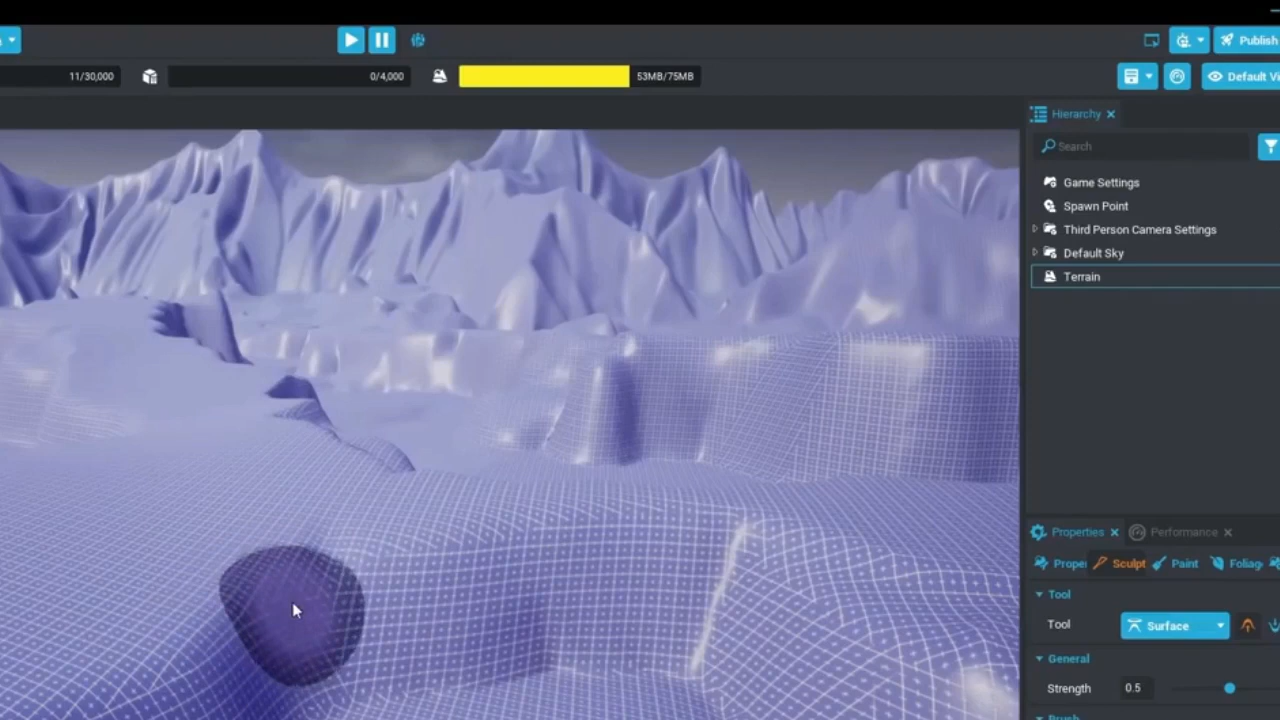 Publish
11/30,000
0/4,000
53MB/75MB
Default Vi
Hierarchy
Search
Game Settings
Spawn Point
Third Person Camera Settings
Default Sky
Terrain
Properties
Performance
Proper
Sculpt
Paint
Foliag
Tool
Tool
Surface
General
Strength
0.5
Brush